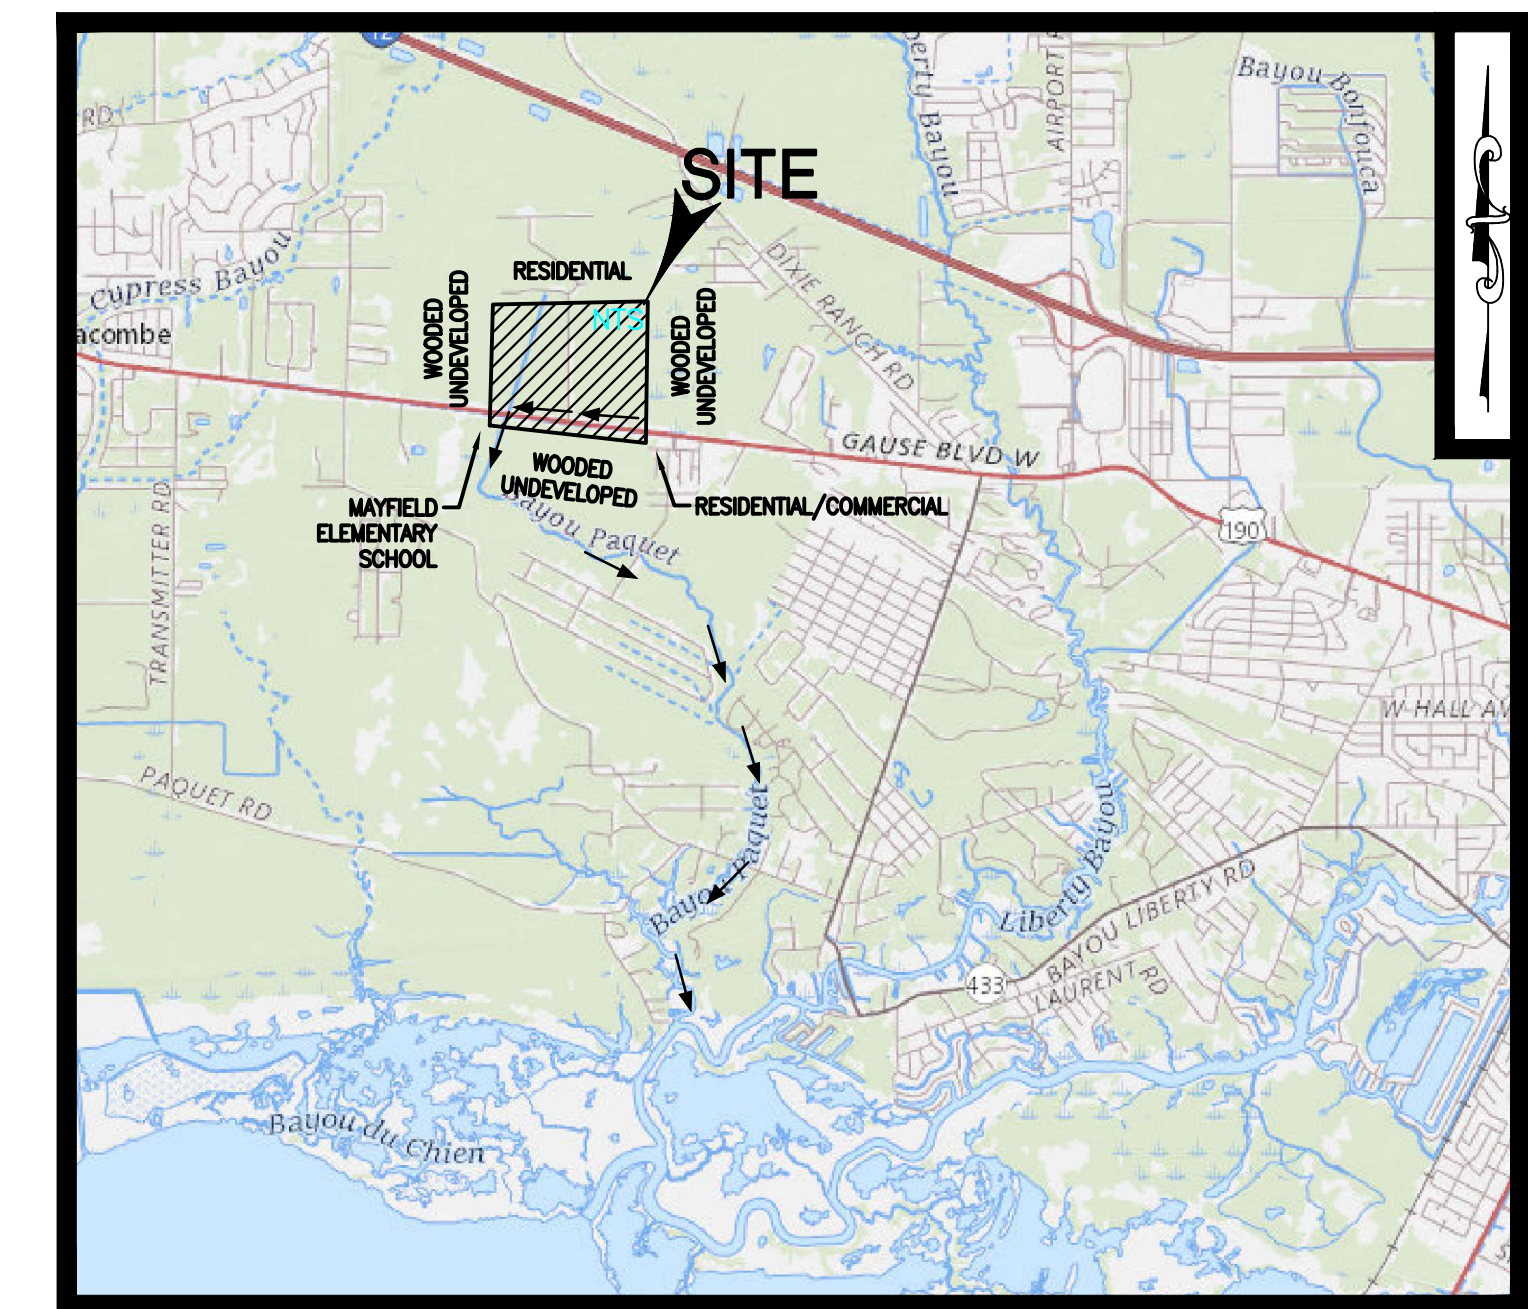 12
Liberty Bayou
AIRPORT R
Bayou Bonfouca
RD
SITE
Cypress Bayou
RESIDENTIAL
WOODED
UNDEVELOPED
NTS
WOODED
UNDEVELOPED
DIXIE RANCH RD
acombe
GAUSE BLVD W
WOODED
UNDEVELOPED
MAYFIELD
ELEMENTARY
SCHOOL
RESIDENTIAL/COMMERCIAL
190
Bayou Paquet
TRANSMITTER RD
W HALL AV
PAQUET RD
Bayou Paquet
Liberty Bayou
BAYOU LIBERTY RD
433
LAURENT RD
Bayou du Chien